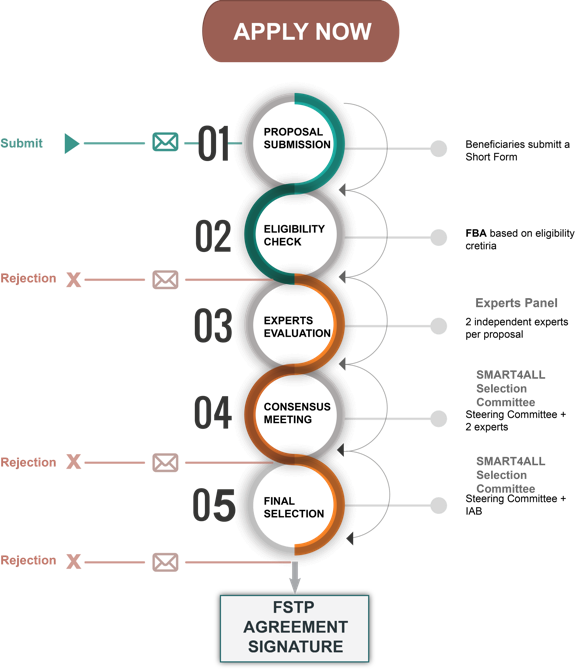 APPLY NOW
Submit
01
PROPOSAL
SUBMISSION
Beneficiaries submitt a
Short Form
02
ELIGIBILITY
CHECK
FBA based on eligibility
cretiria
Rejection X
03
EXPERTS
EVALUATION
Experts Panel
2 independent experts
per proposal
04
CONSENSUS
MEETING
SMART4ALL
Selection
Committee
Steering Committee +
2 experts
Rejection X
05
FINAL
SELECTION
SMART4ALL
Selection
Committee
Steering Committee +
IAB
Rejection X
FSTP
AGREEMENT
SIGNATURE